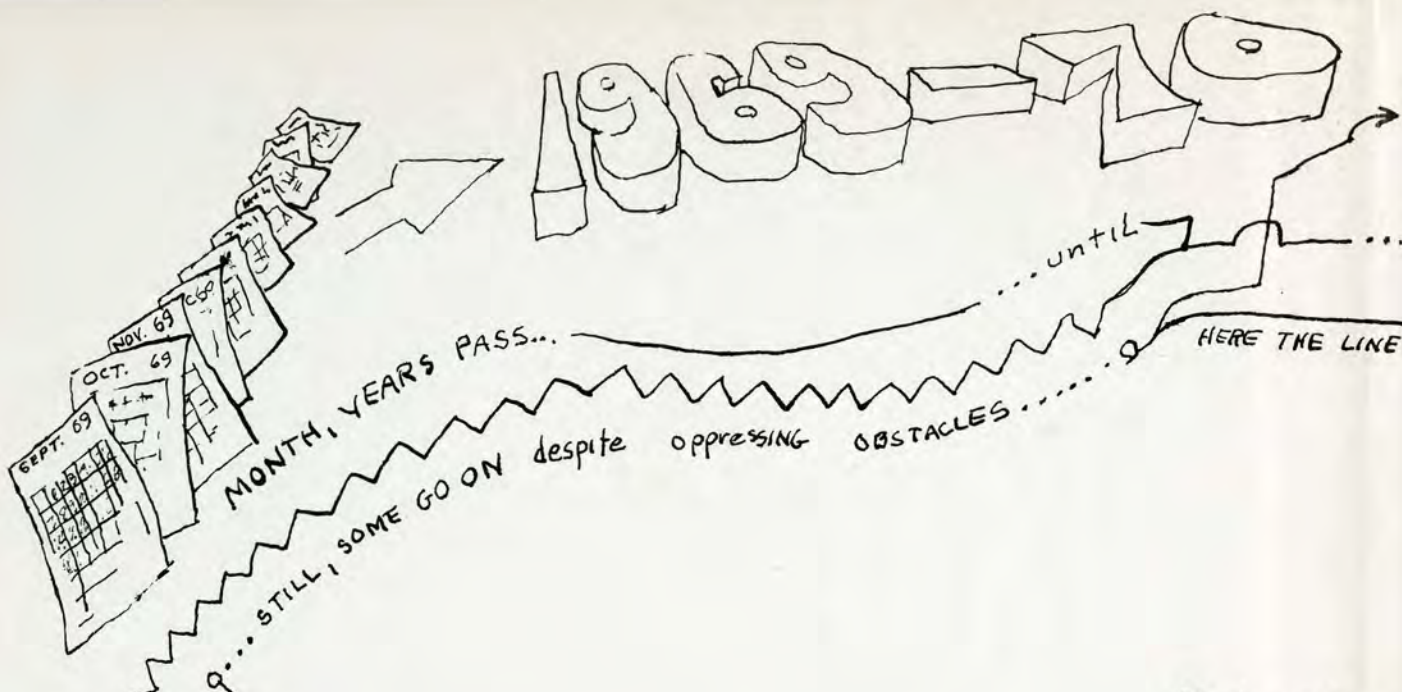 1969-70
SEPT. 69
OCT. 69
NOV. 69
MONTH, YEARS PASS...
...until
STILL, SOME GO ON despite oppressing OBSTACLES
HERE THE LINE